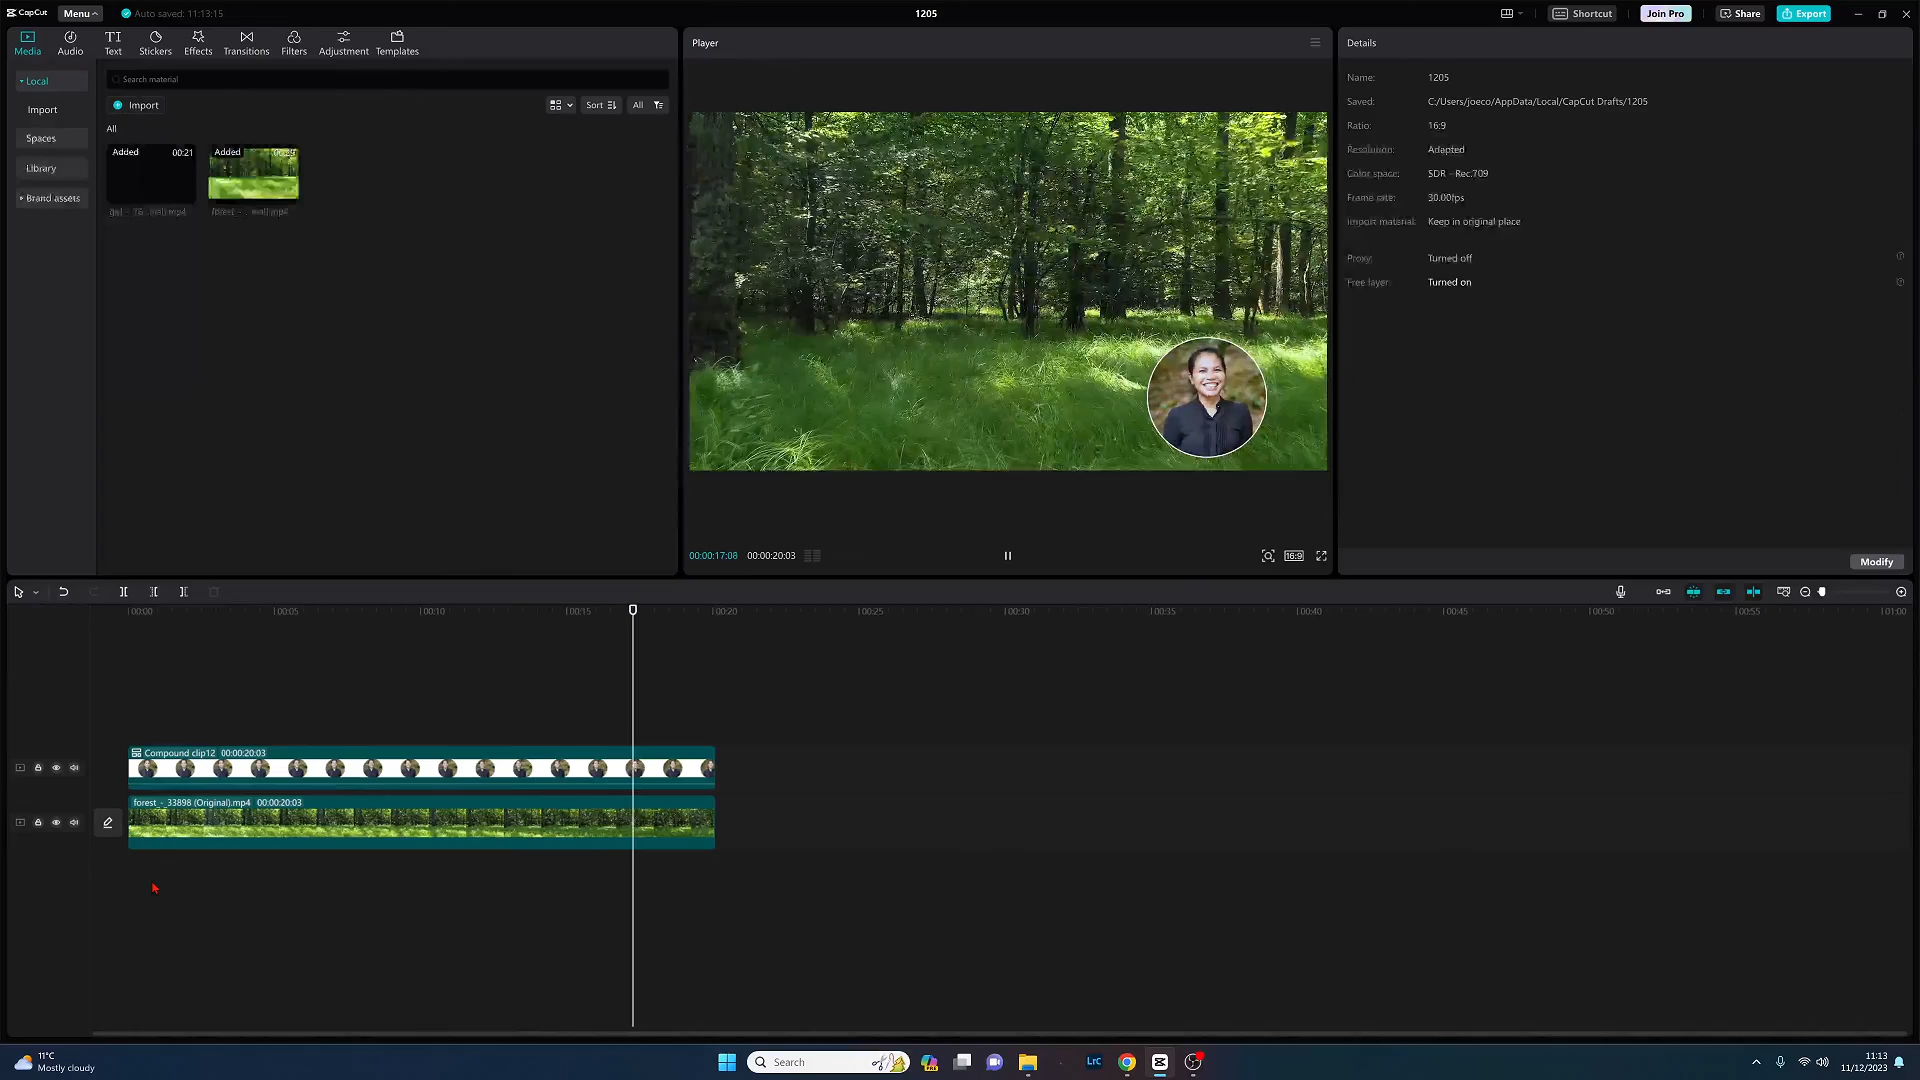 CapCut Menu Auto saved: 11:13:15 1205 Shortcut Join Pro Share Export
Media Audio Text Stickers Effects Transitions Filters Adjustment Templates
Local
Import
Spaces
Library
Brand assets
Search material
Import Sort All
All
Added 00:21
Added
Player
16:9
00:00:17:08 00:00:20:03
Details
Name: 1205
Saved: C:/Users/joeco/AppData/Local/CapCut Drafts/1205
Ratio: 16:9
Resolution: Adapted
Color space: SDR - Rec.709
Frame rate: 30.00fps
Import material: Keep in original place
Proxy: Turned off
Free layer: Turned on
Modify
00:00 00:05 00:10 00:15 00:20 00:25 00:30 00:35 00:40 00:45 00:50 00:55 01:00
Compound clip12 00:00:20:03
forest_- 33898 (Original).mp4 00:00:20:03
11°C
Mostly cloudy
Search
LrC
11:13
11/12/2023